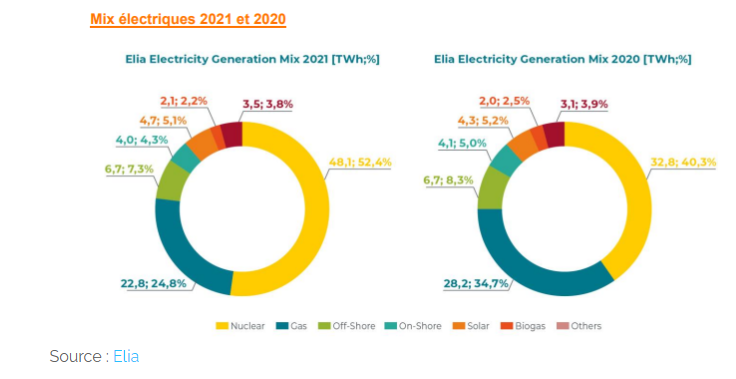 Mix électriques 2021 et 2020
Elia Electricity Generation Mix 2021 [TWh;%]
Elia Electricity Generation Mix 2020 [TWh;%]
2,1; 2,2%
3,5; 3,8%
4,7; 5,1%
4,0; 4,3%
6,7; 7,3%
48,1; 52,4%
22,8; 24,8%
2,0; 2,5%
3,1; 3,9%
4,3; 5,2%
4,1; 5,0%
6,7; 8,3%
32,8; 40,3%
28,2; 34,7%
Nuclear Gas Off-Shore On-Shore Solar Biogas Others
Source : Elia